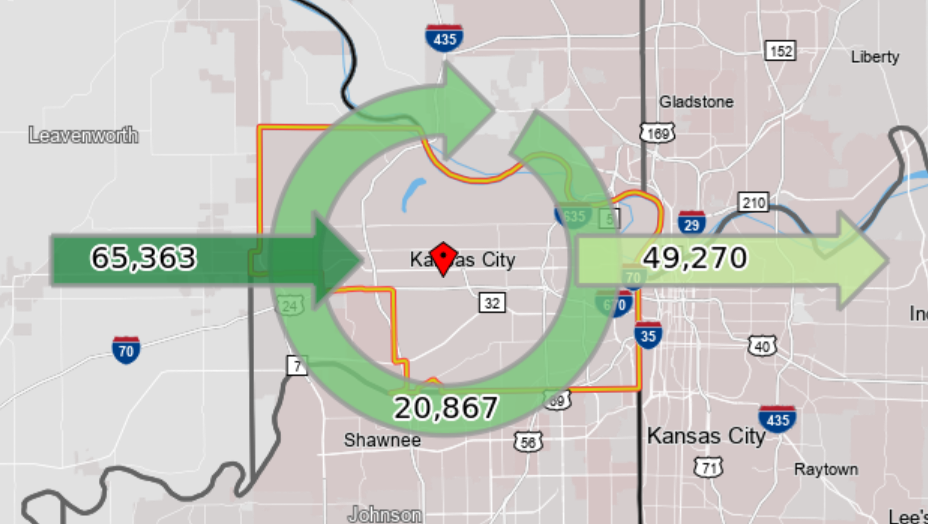 435
152
Liberty
Gladstone
Leavenworth
169
210
635
5
29
65,363
Kansas City
49,270
70
24
32
670
35
70
40
7
20,867
69
435
Shawnee
56
Kansas City
71
Raytown
Johnson
Lee's